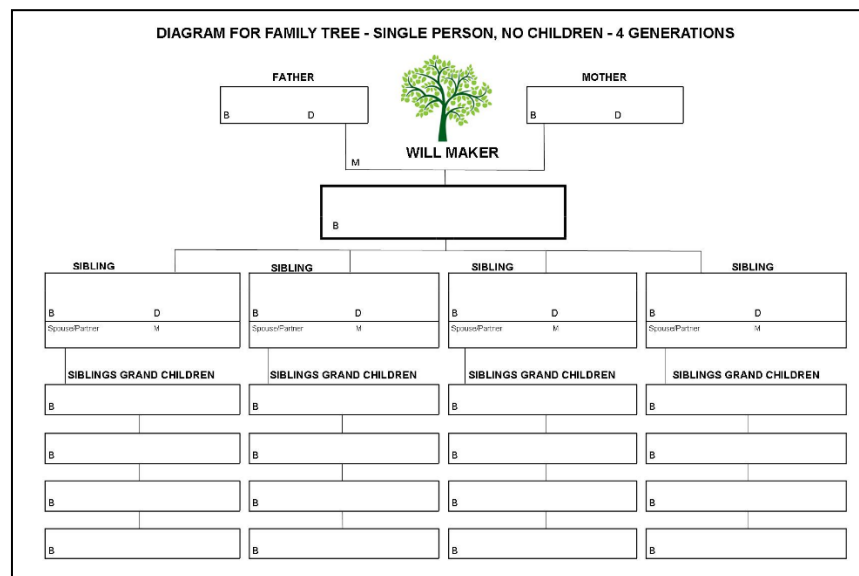 DIAGRAM FOR FAMILY TREE - SINGLE PERSON, NO CHILDREN - 4 GENERATIONS
FATHER MOTHER
B D B D
WILL MAKER
M
B
SIBLING SIBLING SIBLING SIBLING
B D B D B D B D
Spouse/Partner M Spouse/Partner M Spouse/Partner M Spouse/Partner M
SIBLINGS GRAND CHILDREN SIBLINGS GRAND CHILDREN SIBLINGS GRAND CHILDREN SIBLINGS GRAND CHILDREN
B B B B
B B B B
B B B B
B B B B